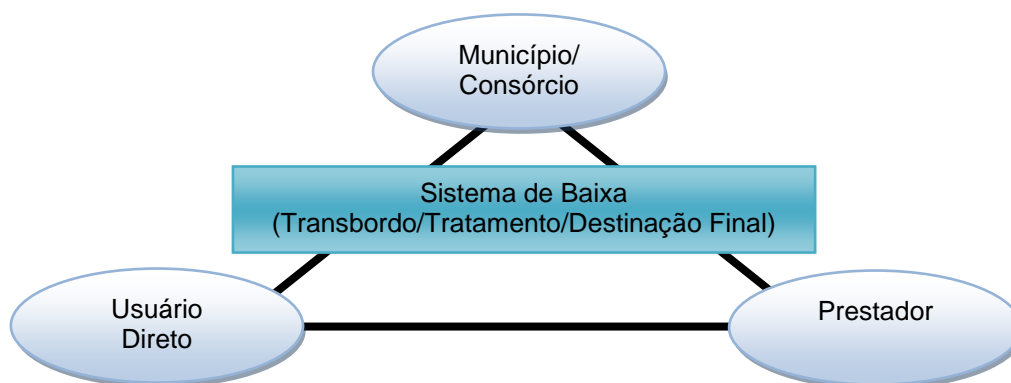 Município/
Consórcio
Sistema de Baixa
(Transbordo/Tratamento/Destinação Final)
Usuário
Direto
Prestador